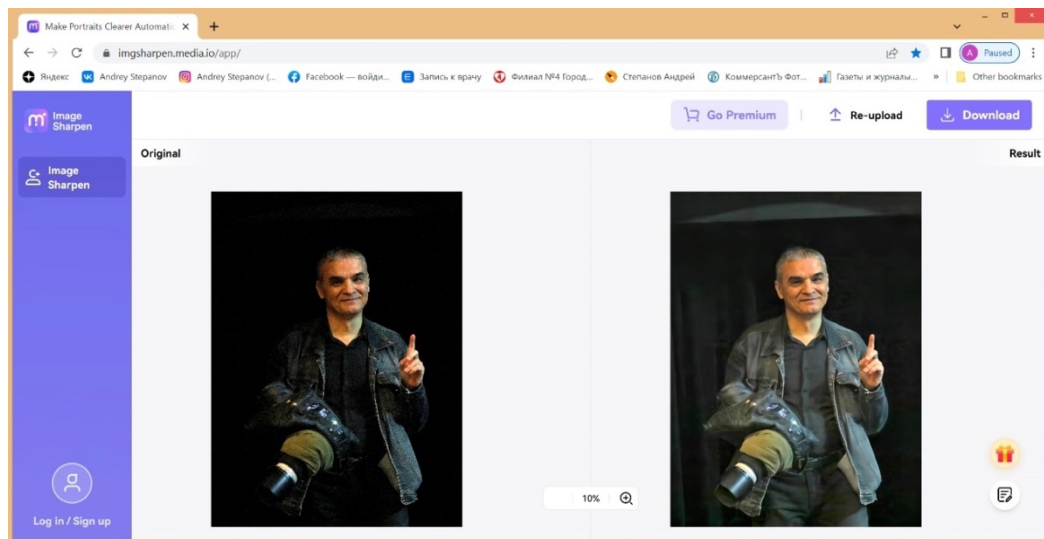 Make Portraits Clearer Automatic
imgsharpen.media.io/app/
A Paused
Яндекс
Andrey Stepanov
Andrey Stepanov (...
Facebook — войди...
Запись к врачу
Филиал №4 Город...
Степанов Андрей
КоммерсантЪ Фот...
Газеты и журналы...
»
Other bookmarks
Image
Sharpen
Go Premium
Re-upload
Download
Image
Sharpen
Original
Result
10%
Log in / Sign up